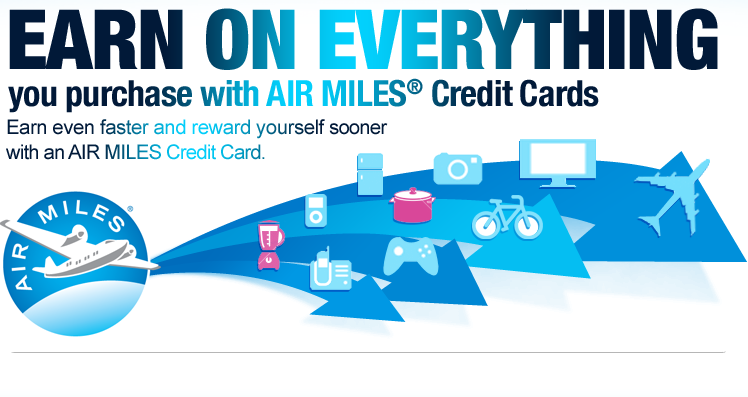 EARN ON EVERYTHING
you purchase with AIR MILES® Credit Cards
Earn even faster and reward yourself sooner
with an AIR MILES Credit Card.
AIR MILES®